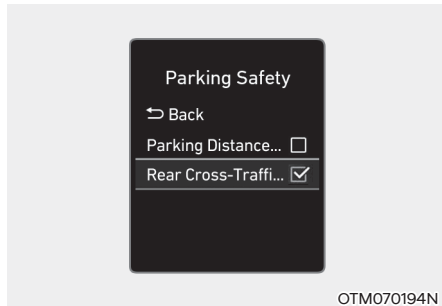 Parking Safety
Back
Parking Distance...
Rear Cross-Traffi...
OTM070194N